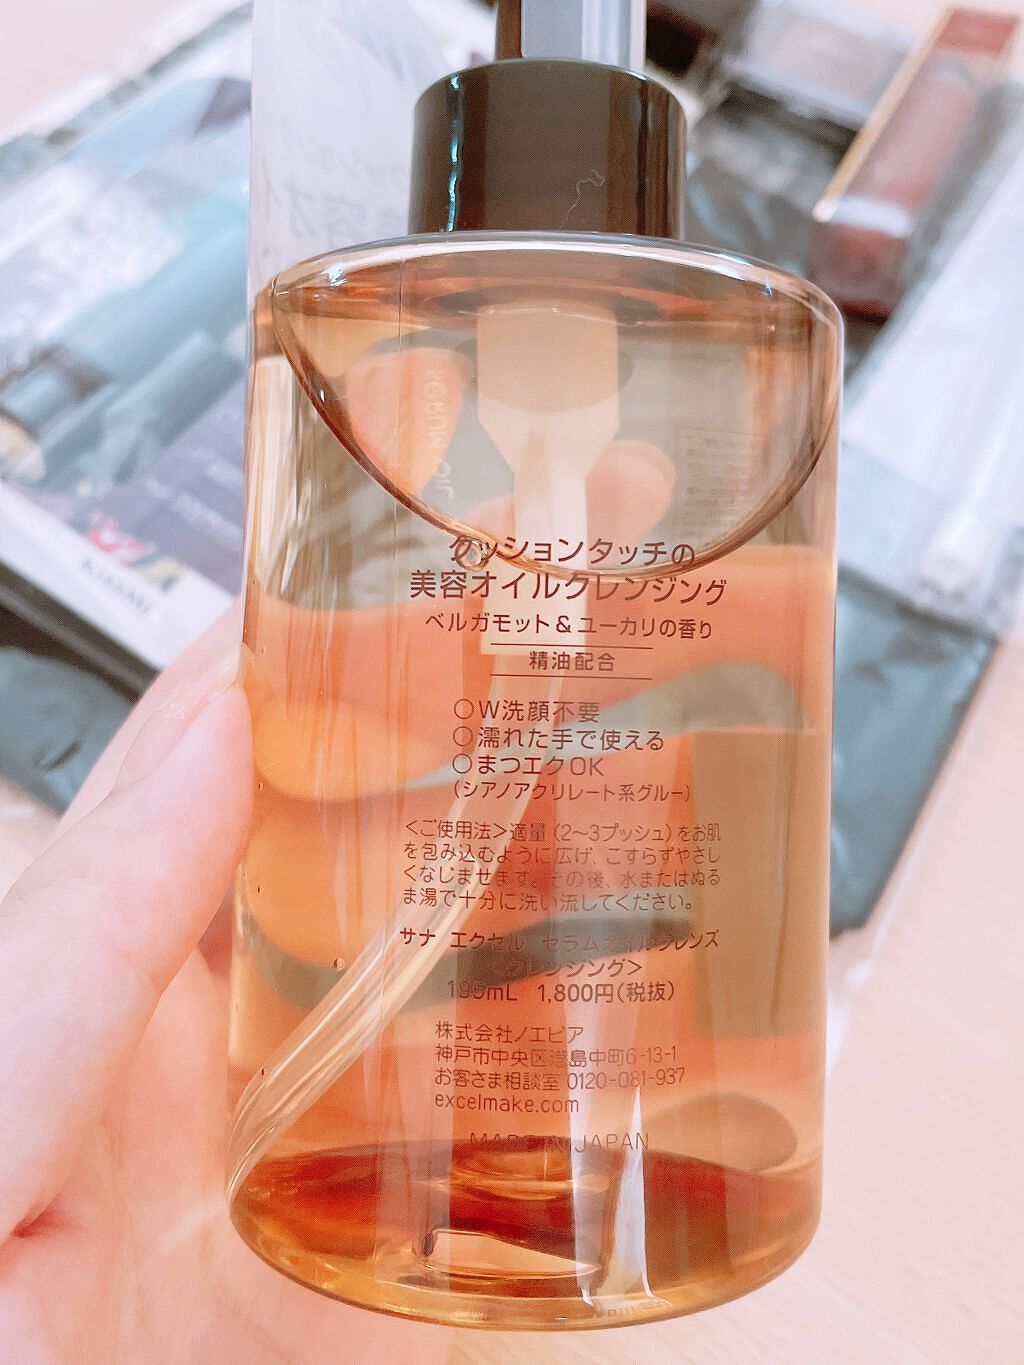 クッションタッチの
美容オイルクレンジング
ベルガモット&ユーカリの香り
精油配合
○W洗顔不要
○濡れた手で使える
○まつエクOK
(シアノアクリレート系グルー)
<ご使用法>適量(2~3プッシュ)をお肌
を包み込むように広げ、こすらずやさし
くなじませます。その後、水またはぬる
ま湯で十分に洗い流してください。
サナ エクセル セラムオイルクレンズ
<クレンジング>
195mL 1,800円(税抜)
株式会社ノエビア
神戸市中央区港島中町6-13-1
お客さま相談室 0120-081-937
excelmake.com
MADE IN JAPAN